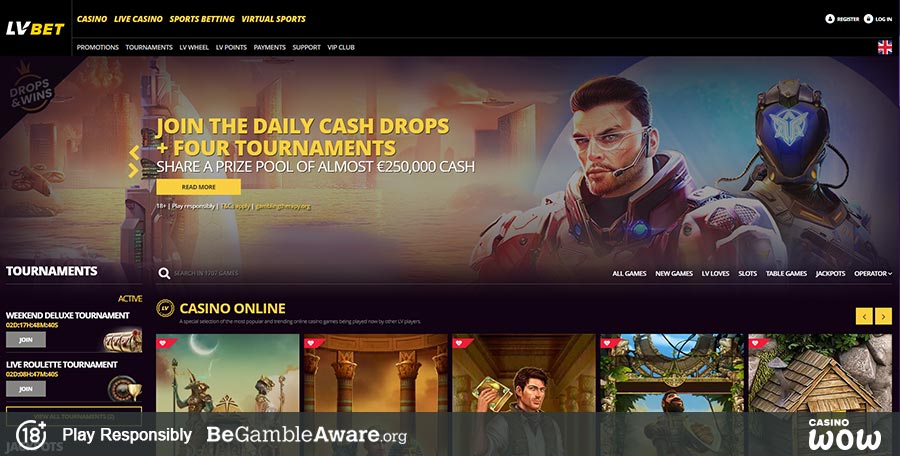 LVBET
CASINO LIVE CASINO SPORTS BETTING VIRTUAL SPORTS
REGISTER LOG IN
PROMOTIONS TOURNAMENTS LV WHEEL LV POINTS PAYMENTS SUPPORT VIP CLUB
DROPS
&WINS
JOIN THE DAILY CASH DROPS
+ FOUR TOURNAMENTS
SHARE A PRIZE POOL OF ALMOST €250,000 CASH
READ MORE
18+ | Play responsibly | T&Cs apply | gamblingtherapy.org
TOURNAMENTS
SEARCH IN 1707 GAMES
ALL GAMES NEW GAMES LV LOVES SLOTS TABLE GAMES JACKPOTS OPERATOR
ACTIVE
WEEKEND DELUXE TOURNAMENT
02D:17H:48M:40S
JOIN
LIVE ROULETTE TOURNAMENT
02D:08H:47M:40S
JOIN
VIEW ALL TOURNAMENTS (2)
JACKPOTS
LV
CASINO ONLINE
A special selection of the most popular and trending online casino games being played now by other LV players.
18+ Play Responsibly BeGambleAware.org
CASINO
WOW